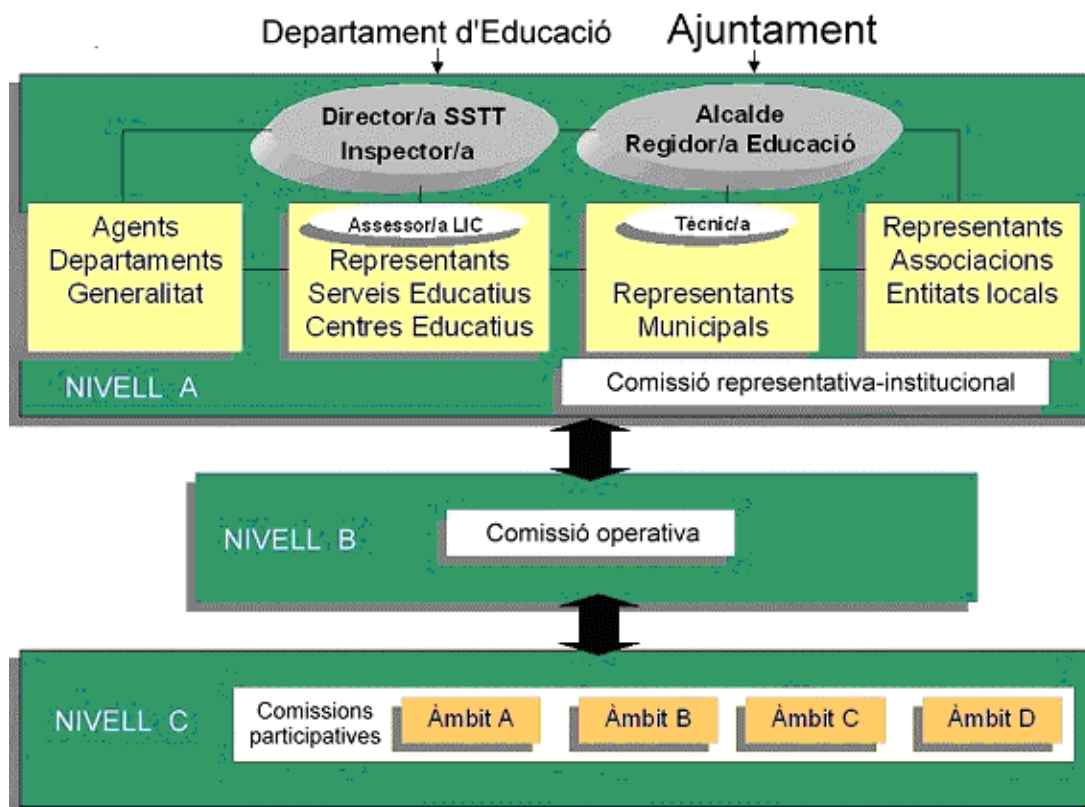 Departament d'Educació
Ajuntament
Director/a SSTT
Inspector/a
Alcalde
Regidor/a Educació
Agents
Departaments
Generalitat
Assessor/a LIC
Representants
Serveis Educatius
Centres Educatius
Tècnic/a
Representants
Municipals
Representants
Associacions
Entitats locals
NIVELL A
Comissió representativa-institucional
NIVELL B
Comissió operativa
NIVELL C
Comissions
participatives
Àmbit A
Àmbit B
Àmbit C
Àmbit D